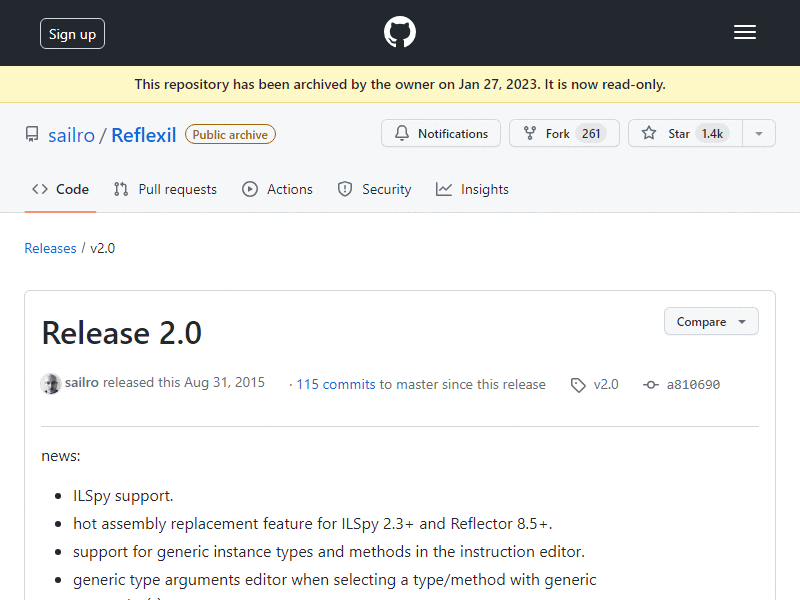 Sign up
This repository has been archived by the owner on Jan 27, 2023. It is now read-only.
sailro / Reflexil Public archive
Notifications Fork 261 Star 1.4k
Code Pull requests Actions Security Insights
Releases / v2.0
Release 2.0
Compare
sailro released this Aug 31, 2015 · 115 commits to master since this release v2.0 a810690
news:
ILSpy support.
hot assembly replacement feature for ILSpy 2.3+ and Reflector 8.5+.
support for generic instance types and methods in the instruction editor.
generic type arguments editor when selecting a type/method with generic